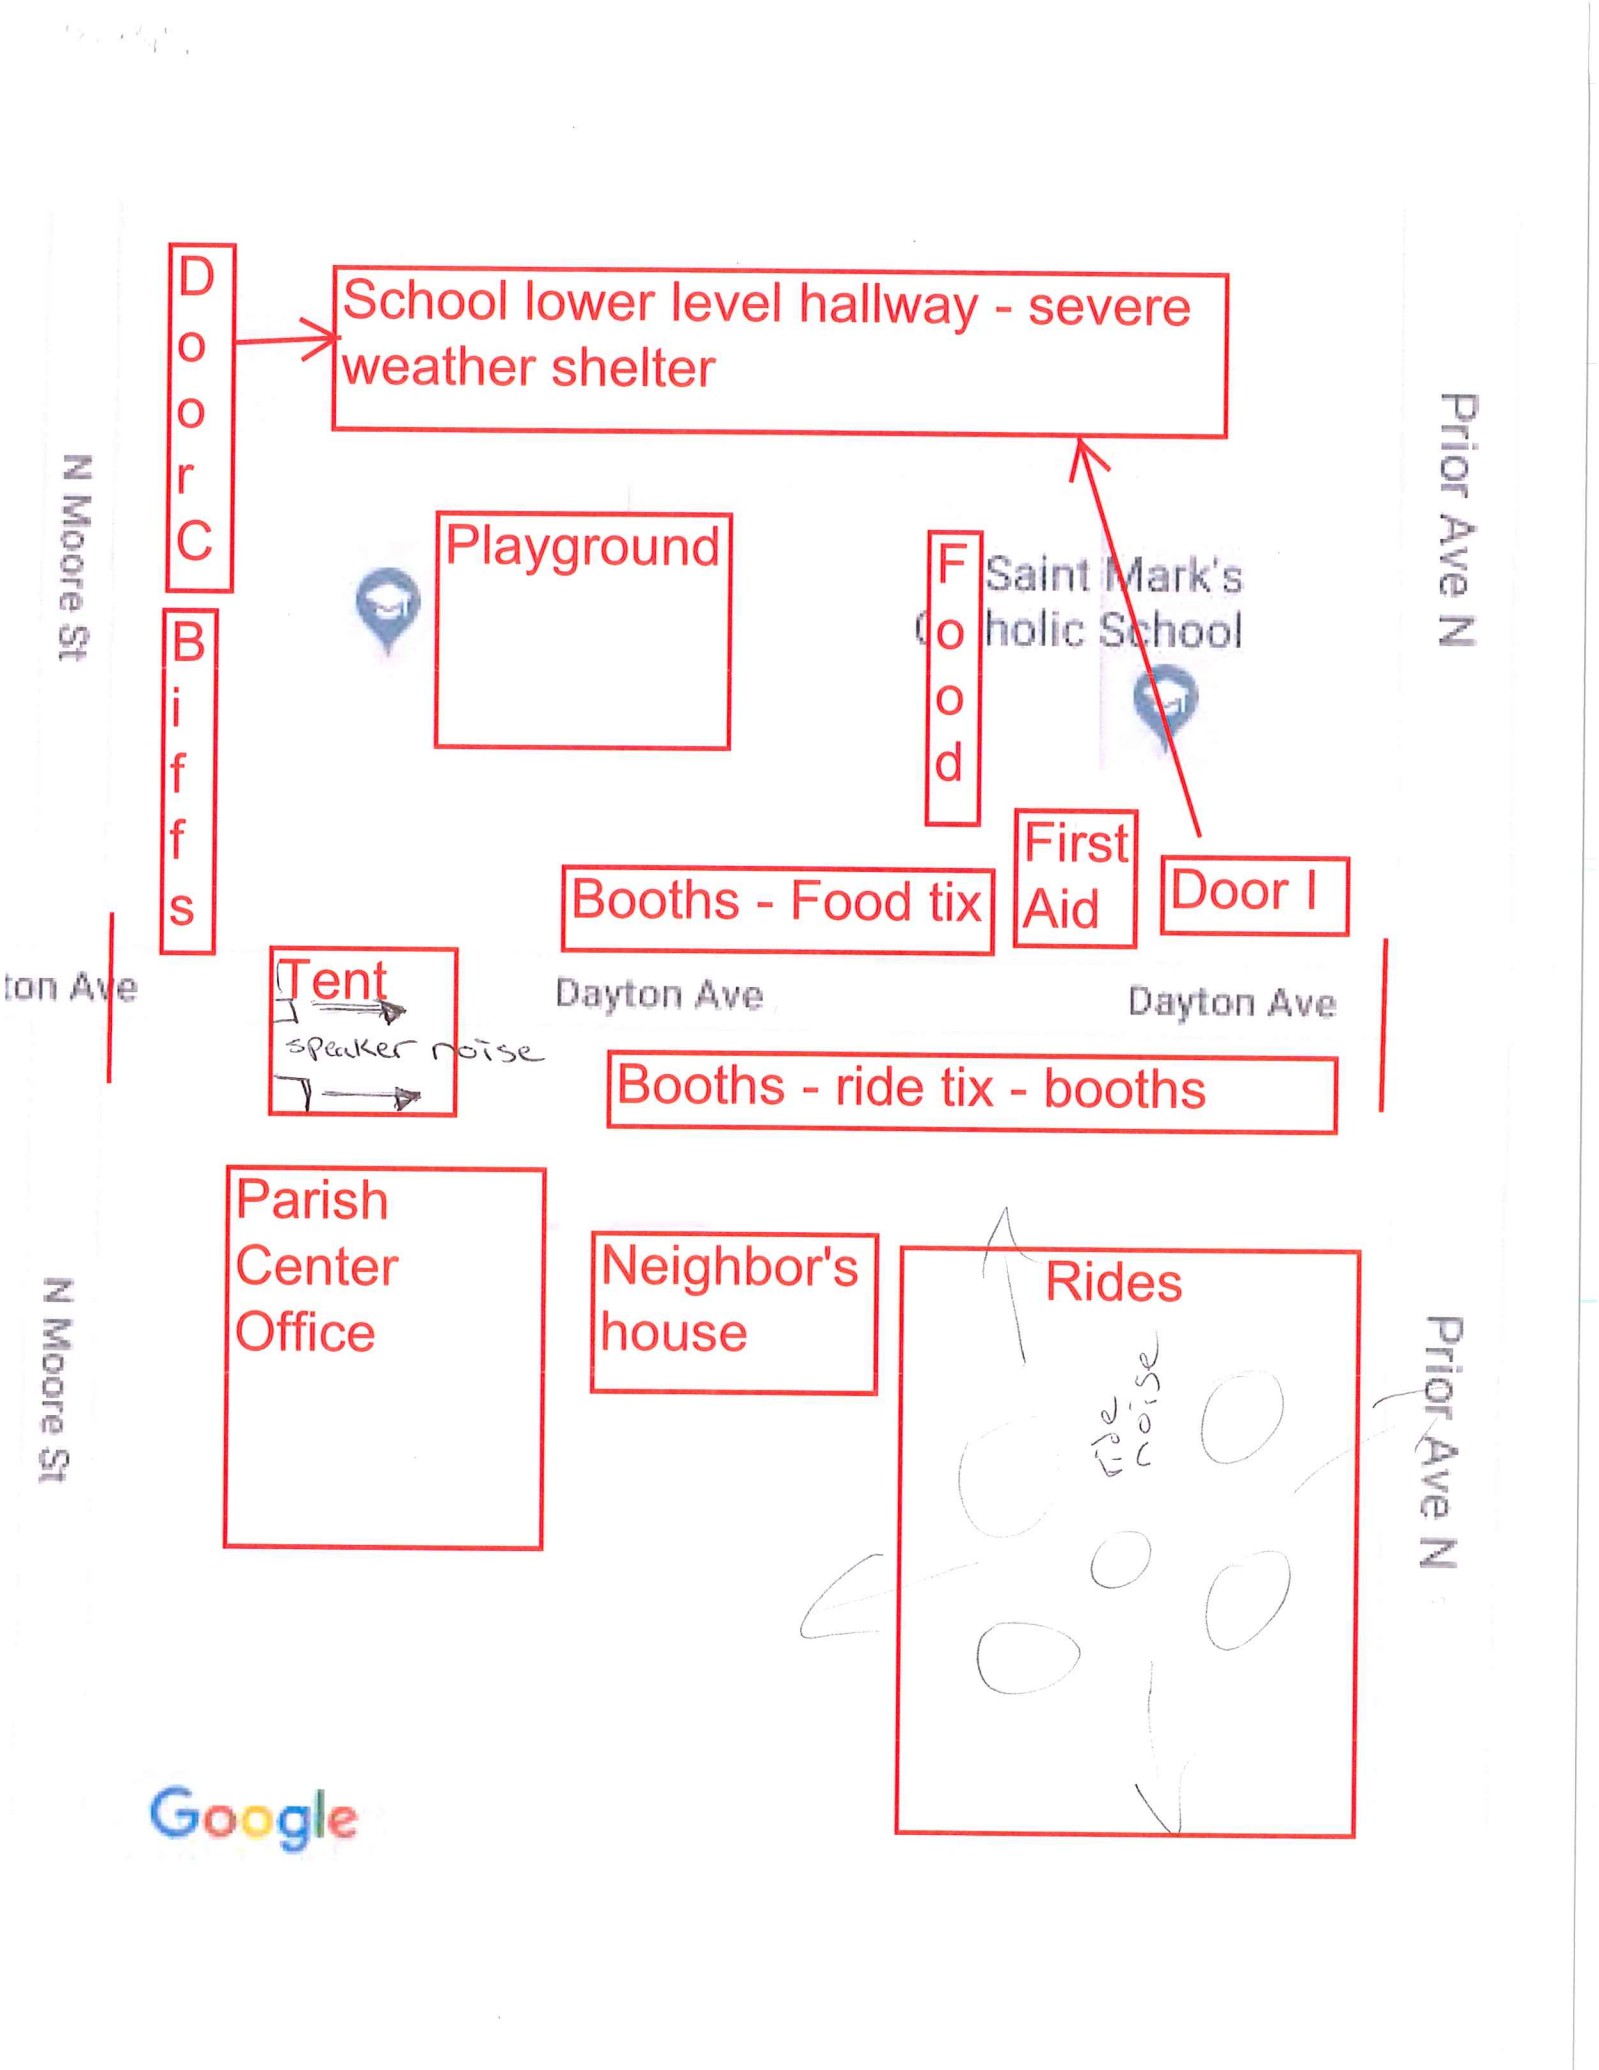 D
o
o
r
C
School lower level hallway - severe
weather shelter
Prior Ave N
N Moore St
Playground
F
o
o
d
Saint Mark's
holic School
B
i
f
f
s
First
Aid
Booths - Food tix
Door I
ton Ave
Tent
Dayton Ave
Dayton Ave
speaker noise
Booths - ride tix - booths
Parish
Center
Office
Neighbor's
house
Rides
ride
noise
N Moore St
Prior Ave N
Google